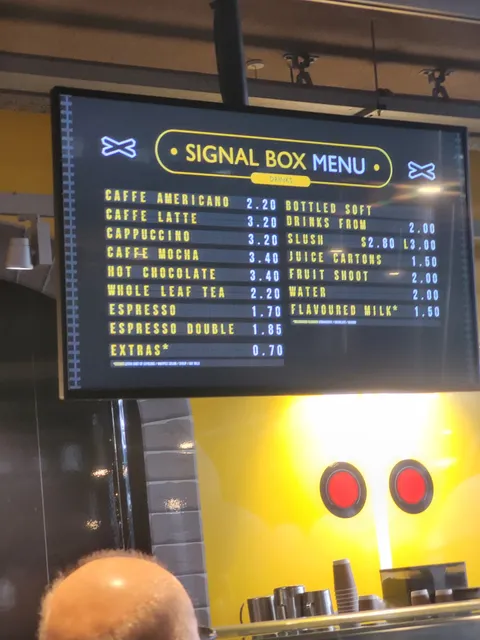 SIGNAL BOX MENU
CAFFE AMERICANO 2.20
CAFFE LATTE 3.20
CAPPUCCINO 3.20
CAFFE MOCHA 3.40
HOT CHOCOLATE 3.40
WHOLE LEAF TEA 2.20
ESPRESSO 1.70
ESPRESSO DOUBLE 1.85
EXTRAS* 0.70
BOTTLED SOFT
DRINKS FROM 2.00
SLUSH S2.80 L3.00
JUICE CARTONS 1.50
FRUIT SHOOT 2.00
WATER 2.00
FLAVOURED MILK* 1.50